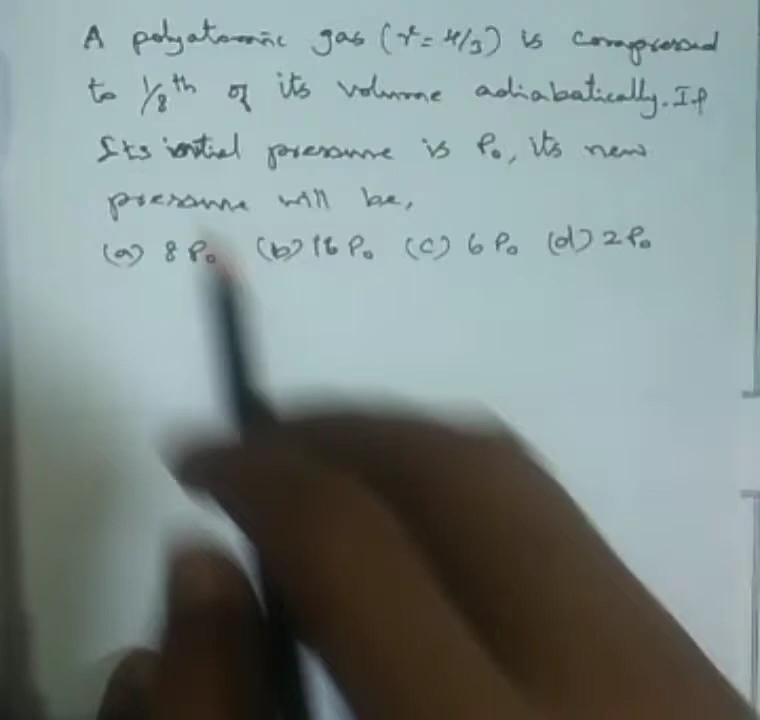 A polyatomic gas (γ = 4/3) is compressed
to 1/8th of its volume adiabatically. If
Its initial pressure is P₀, its new
pressure will be,
(a) 8 P₀ (b) 16 P₀ (c) 6 P₀ (d) 2 P₀